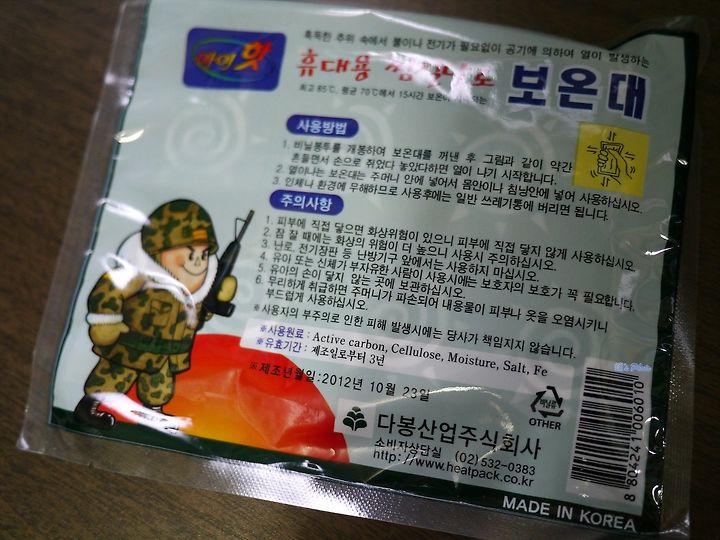 마이핫
혹독한 추위 속에서 불이나 전기가 필요없이 공기에 의하여 열이 발생하는
휴대용
보온대
최고 85℃, 평균 70℃에서 15시간
사용방법
1. 비닐봉투를 개봉하여 보온대를 꺼낸 후 그림과 같이 약간
흔들면서 손으로 쥐었다 놓았다하면 열이 나기 시작합니다.
2. 열이나는 보온대는 주머니 안에 넣어서 몸안이나 침낭안에 넣어 사용하십시오.
3. 인체나 환경에 무해하므로 사용후에는 일반 쓰레기통에 버리면 됩니다.
주의사항
1. 피부에 직접 닿으면 화상위험이 있으니 피부에 직접 닿지 않게 사용하십시오.
2. 잠 잘 때에는 화상의 위험이 더 높으니 사용시 주의하십시오.
3. 난로, 전기장판 등 난방기구 앞에서는 사용하지 마십시오.
4. 유아 또는 신체가 부자유한 사람이 사용시에는 보호자의 보호가 꼭 필요합니다.
5. 유아의 손이 닿지 않는 곳에 보관하십시오.
6. 무리하게 취급하면 주머니가 파손되어 내용물이 피부나 옷을 오염시키니
부드럽게 사용하십시오.
※사용자의 부주의로 인한 피해 발생시에는 당사가 책임지지 않습니다.
※사용원료 : Active carbon, Cellulose, Moisture, Salt, Fe
※유효기간 : 제조일로부터 3년
※제조년월일:2012년 10월 23일
비닐류
OTHER
다봉산업주식회사
소비자상담실 (02)532-0383
http://www.heatpack.co.kr
8 804241 006010
MADE IN KOREA